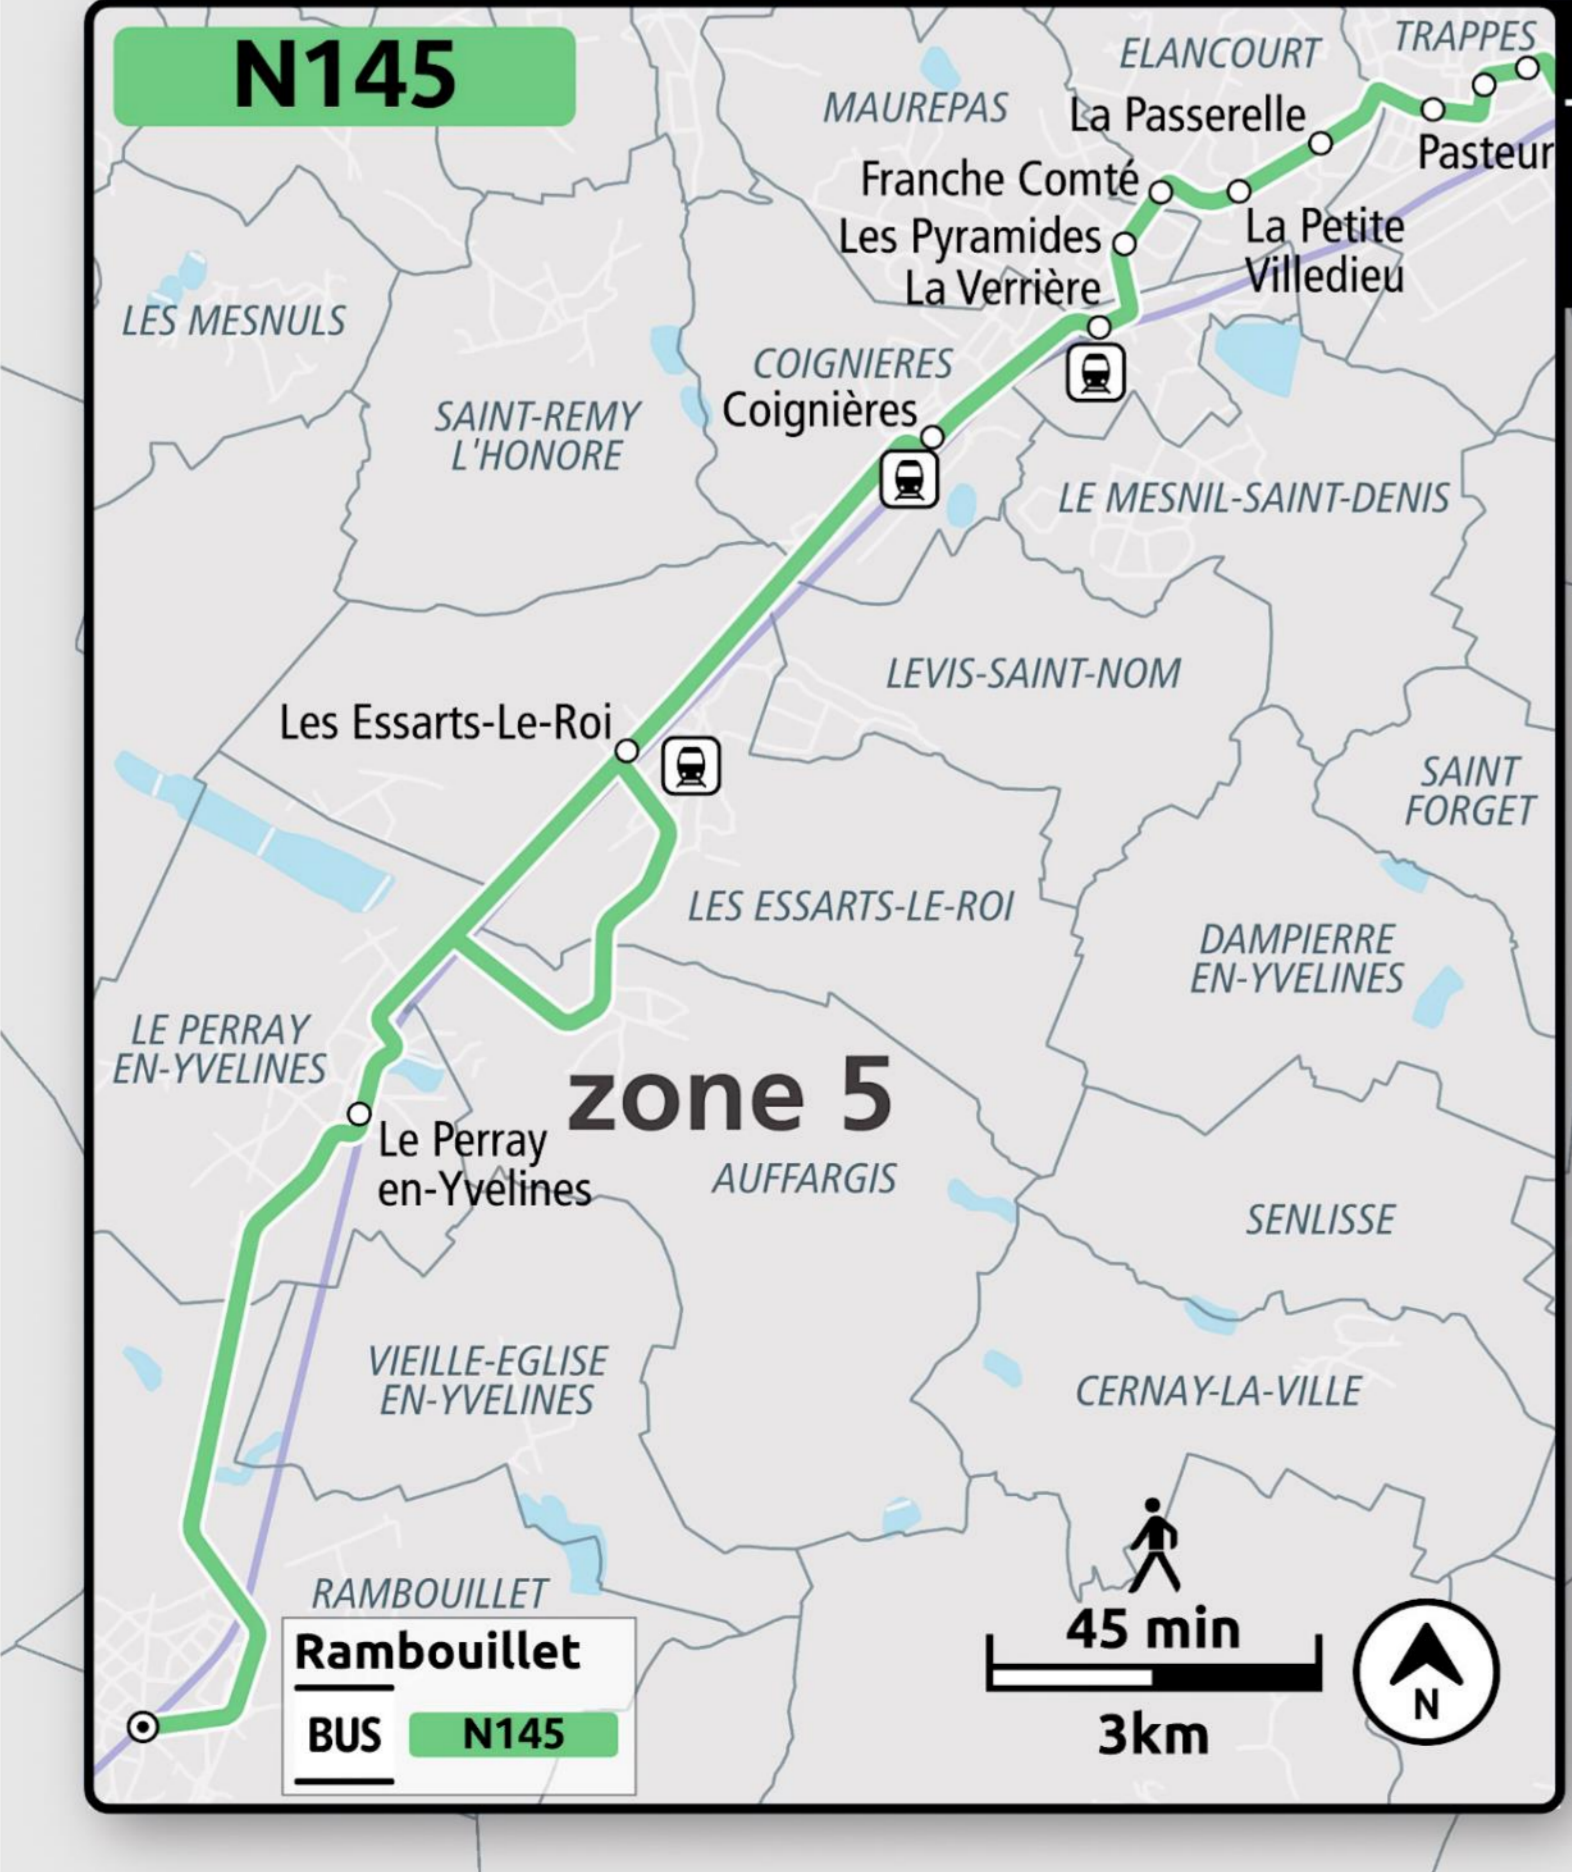 N145
TRAPPES
ELANCOURT
MAUREPAS
La Passerelle
Pasteur
Franche Comté
Les Pyramides
La Petite
Villedieu
La Verrière
LES MESNULS
COIGNIERES
Coignières
SAINT-REMY
L'HONORE
LE MESNIL-SAINT-DENIS
LEVIS-SAINT-NOM
Les Essarts-Le-Roi
SAINT
FORGET
LES ESSARTS-LE-ROI
DAMPIERRE
EN-YVELINES
LE PERRAY
EN-YVELINES
zone 5
Le Perray
en-Yvelines
AUFFARGIS
SENLISSE
VIEILLE-EGLISE
EN-YVELINES
CERNAY-LA-VILLE
RAMBOUILLET
Rambouillet
BUS N145
45 min
3km
N